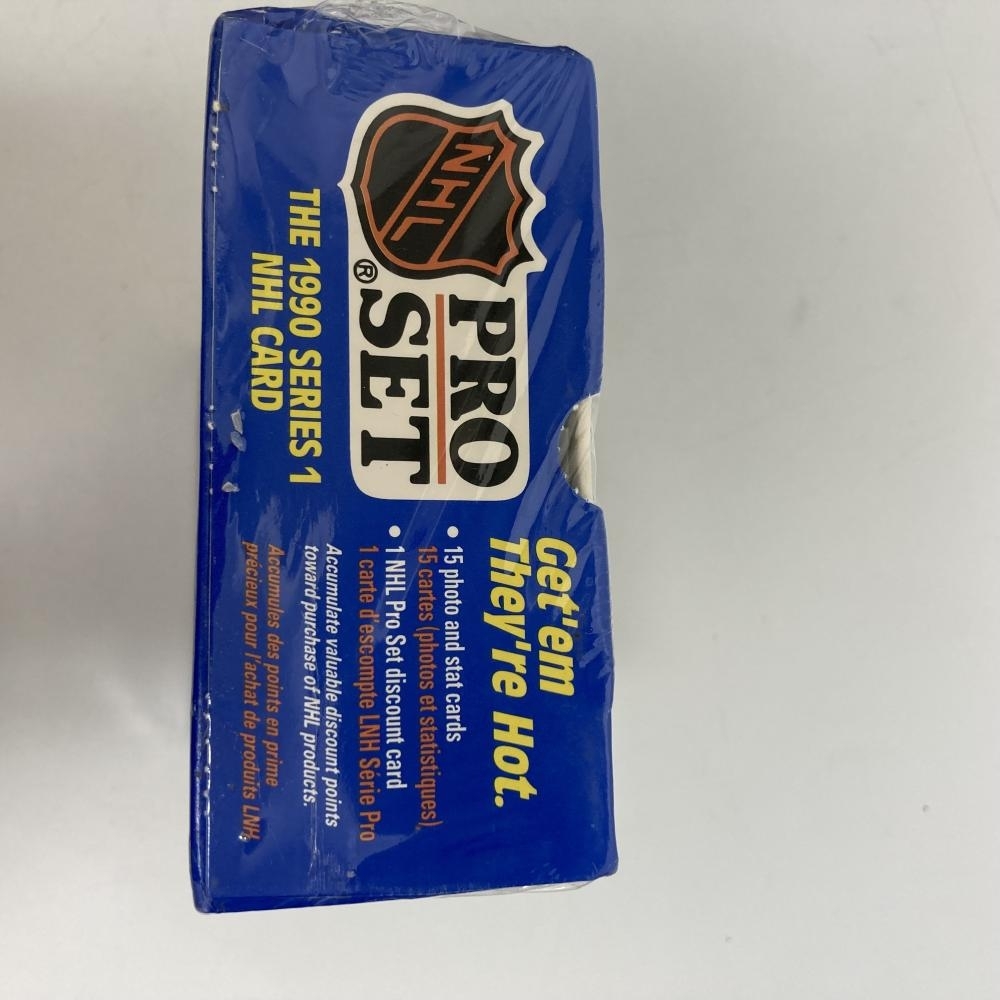 NHL
PRO
SET®
THE 1990 SERIES 1
NHL CARD
Get'em
They're Hot.
• 15 photo and stat cards
15 cartes (photos et statistiques)
• 1 NHL Pro Set discount card
1 carte d'escompte LNH Série Pro
Accumulate valuable discount points
toward purchase of NHL products.
Accumules des points en prime
précieux pour l'achat de produits LNH.